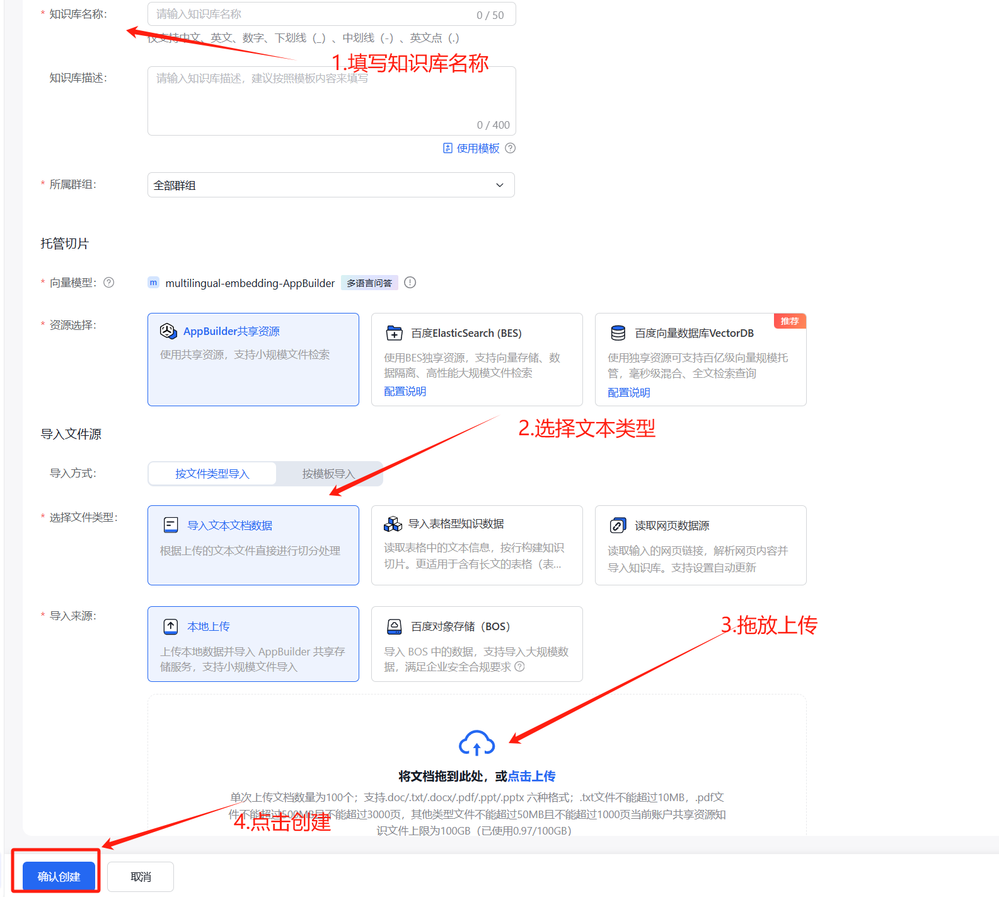 * 知识库名称:
请输入知识库名称
0 / 50
仅支持中文、英文、数字、下划线（_）、中划线（-）、英文点（.）
1.填写知识库名称
知识库描述:
请输入知识库描述，建议按照模板内容来填写
0 / 400
使用模板
* 所属群组:
全部群组
托管切片
* 向量模型:
m multilingual-embedding-AppBuilder 多语言问答
* 资源选择:
AppBuilder共享资源
使用共享资源，支持小规模文件检索
百度ElasticSearch (BES)
使用BES独享资源，支持向量存储、数
据隔离、高性能大规模文件检索
配置说明
推荐
百度向量数据库VectorDB
使用独享资源可支持百亿级向量规模托
管，毫秒级混合、全文检索查询
配置说明
2.选择文本类型
导入文件源
导入方式:
按文件类型导入
按模板导入
* 选择文件类型:
导入文本文档数据
根据上传的文本文件直接进行切分处理
导入表格型知识数据
读取表格中的文本信息，按行构建知识
切片。更适用于含有长文的表格（表...
读取网页数据源
读取输入的网页链接，解析网页内容并
导入知识库。支持设置自动更新
* 导入来源:
本地上传
上传本地数据并导入 AppBuilder 共享存
储服务，支持小规模文件导入
百度对象存储（BOS）
导入 BOS 中的数据，支持导入大规模数
据，满足企业安全合规要求
3.拖放上传
将文档拖到此处，或点击上传
单次上传文档数量为100个；支持.doc/.txt/.docx/.pdf/.ppt/.pptx 六种格式；.txt文件不能超过10MB，.pdf文
件不能超过500MB且不能超过3000页，其他类型文件不能超过50MB且不能超过1000页当前账户共享资源知
识文件上限为100GB（已使用0.97/100GB）
4.点击创建
确认创建
取消